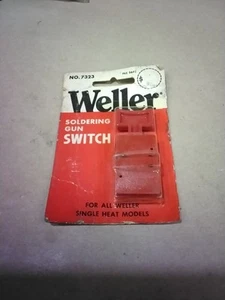 NO. 7323
Weller
SOLDERING
GUN
SWITCH
FOR ALL WELLER
SINGLE HEAT MODELS